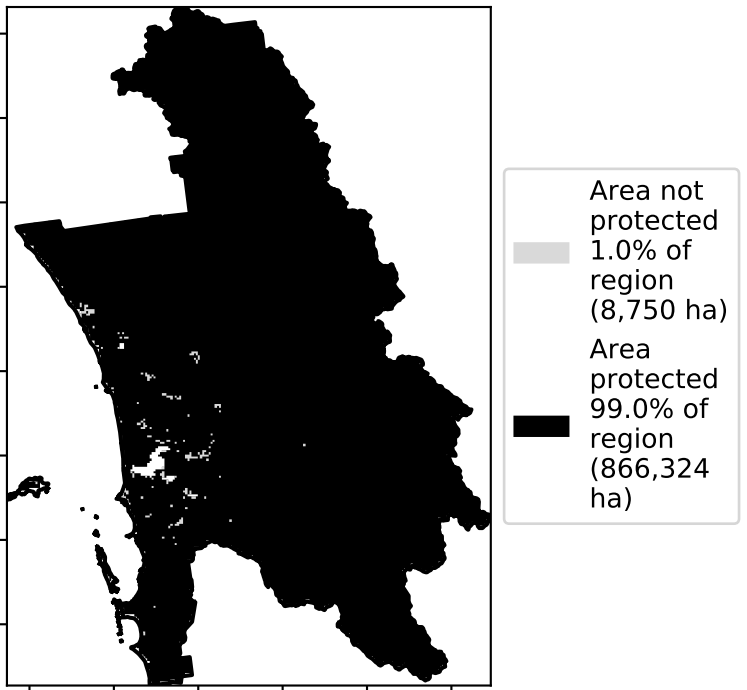 Area not
protected
1.0% of
region
(8,750 ha)
Area
protected
99.0% of
region
(866,324
ha)